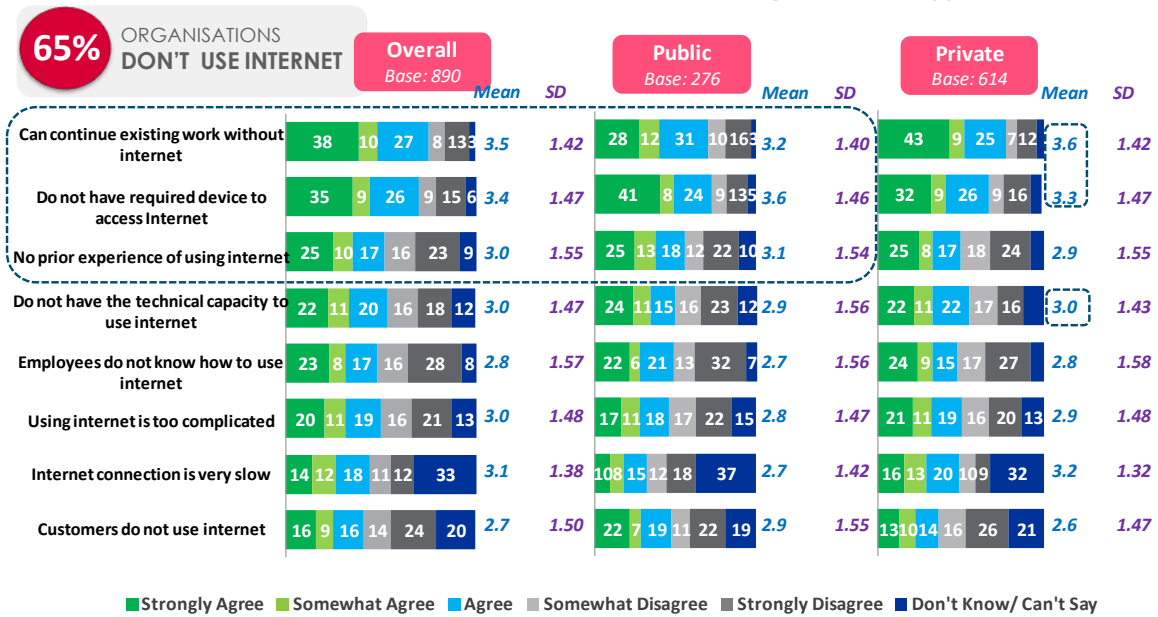 65%
ORGANISATIONS
DON'T USE INTERNET
Overall
Base: 890
Mean SD
Public
Base: 276
Mean SD
Private
Base: 614
Mean SD
Can continue existing work without
internet
38 10 27 8 13 3 3.5 1.42
28 12 31 10 16 3 3.2 1.40
43 9 25 7 12 3.6 1.42
Do not have required device to
access Internet
35 9 26 9 15 6 3.4 1.47
41 8 24 9 13 5 3.6 1.46
32 9 26 9 16 3.3 1.47
No prior experience of using internet
25 10 17 16 23 9 3.0 1.55
25 13 18 12 22 10 3.1 1.54
25 8 17 18 24 2.9 1.55
Do not have the technical capacity to
use internet
22 11 20 16 18 12 3.0 1.47
24 11 15 16 23 12 2.9 1.56
22 11 22 17 16 3.0 1.43
Employees do not know how to use
internet
23 8 17 16 28 8 2.8 1.57
22 6 21 13 32 7 2.7 1.56
24 9 15 17 27 2.8 1.58
Using internet is too complicated
20 11 19 16 21 13 3.0 1.48
17 11 18 17 22 15 2.8 1.47
21 11 19 16 20 13 2.9 1.48
Internet connection is very slow
14 12 18 11 12 33 3.1 1.38
10 8 15 12 18 37 2.7 1.42
16 13 20 10 9 32 3.2 1.32
Customers do not use internet
16 9 16 14 24 20 2.7 1.50
22 7 19 11 22 19 2.9 1.55
13 10 14 16 26 21 2.6 1.47
Strongly Agree Somewhat Agree Agree Somewhat Disagree Strongly Disagree Don't Know/ Can't Say